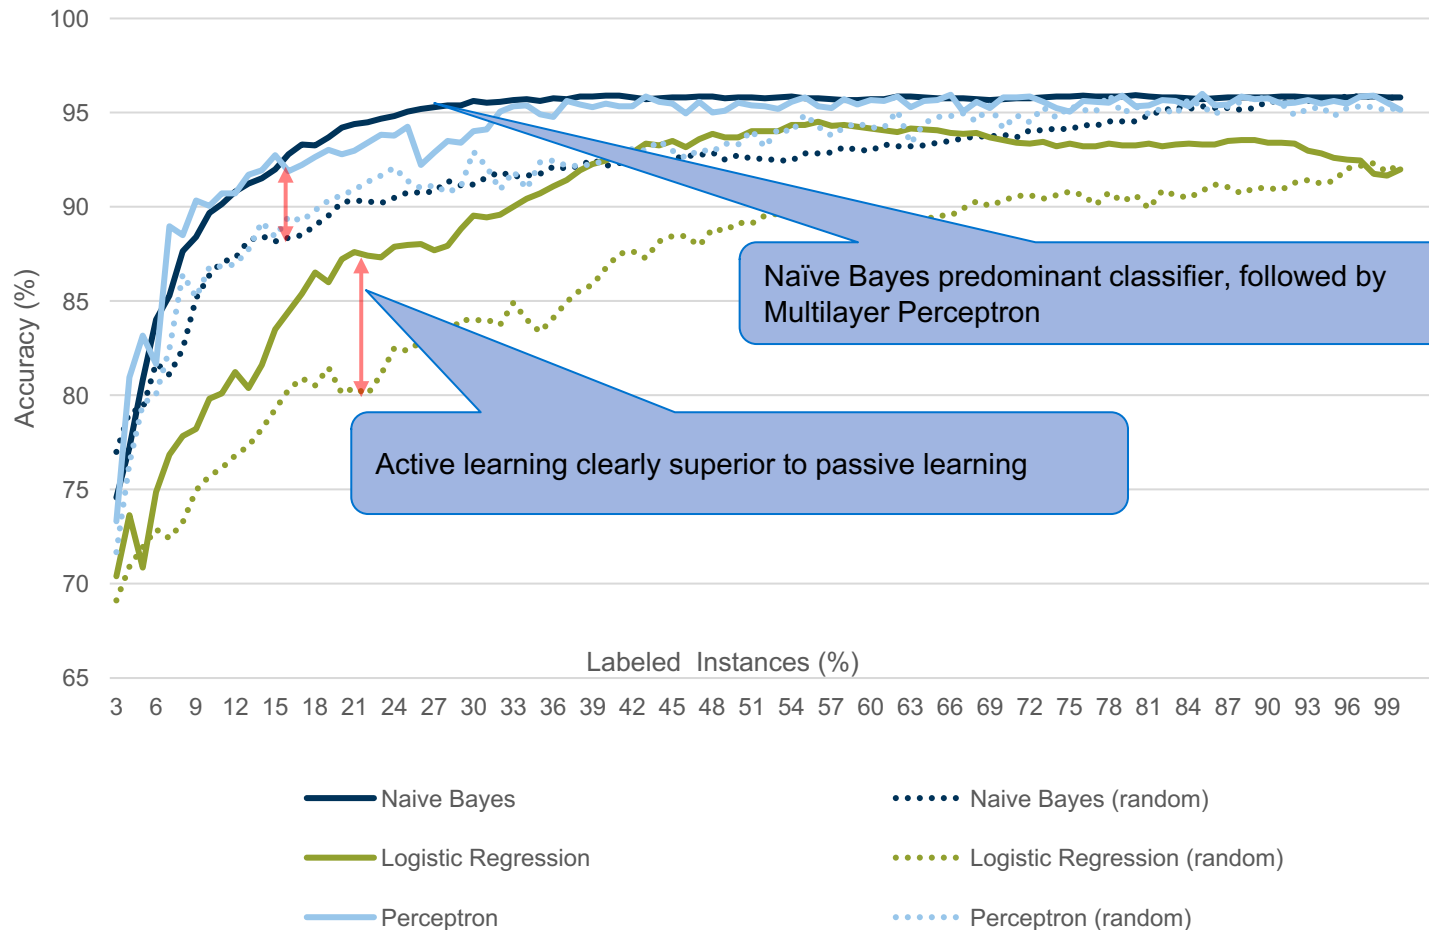 100
95
90
85
80
75
70
65
Accuracy (%)
Naïve Bayes predominant classifier, followed by
Multilayer Perceptron
Active learning clearly superior to passive learning
Labeled Instances (%)
3 6 9 12 15 18 21 24 27 30 33 36 39 42 45 48 51 54 57 60 63 66 69 72 75 78 81 84 87 90 93 96 99
Naive Bayes
Naive Bayes (random)
Logistic Regression
Logistic Regression (random)
Perceptron
Perceptron (random)